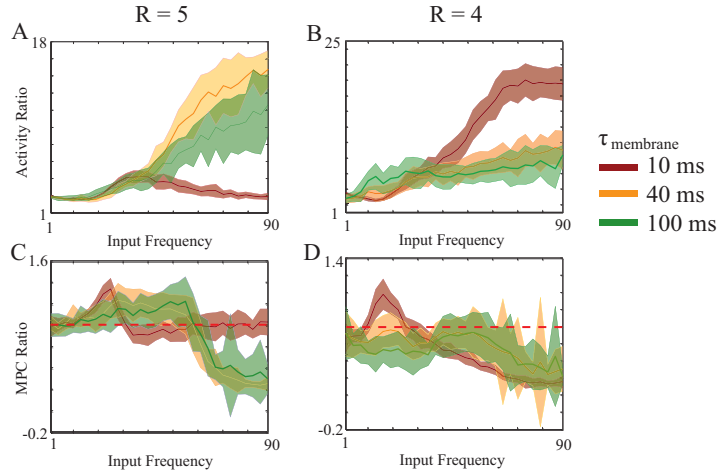 R = 5
R = 4
A
18
Activity Ratio
1
1
90
Input Frequency
B
25
1
1
90
Input Frequency
τ membrane
10 ms
40 ms
100 ms
C
1.6
MPC Ratio
-0.2
1
90
Input Frequency
D
1.4
-0.2
1
90
Input Frequency